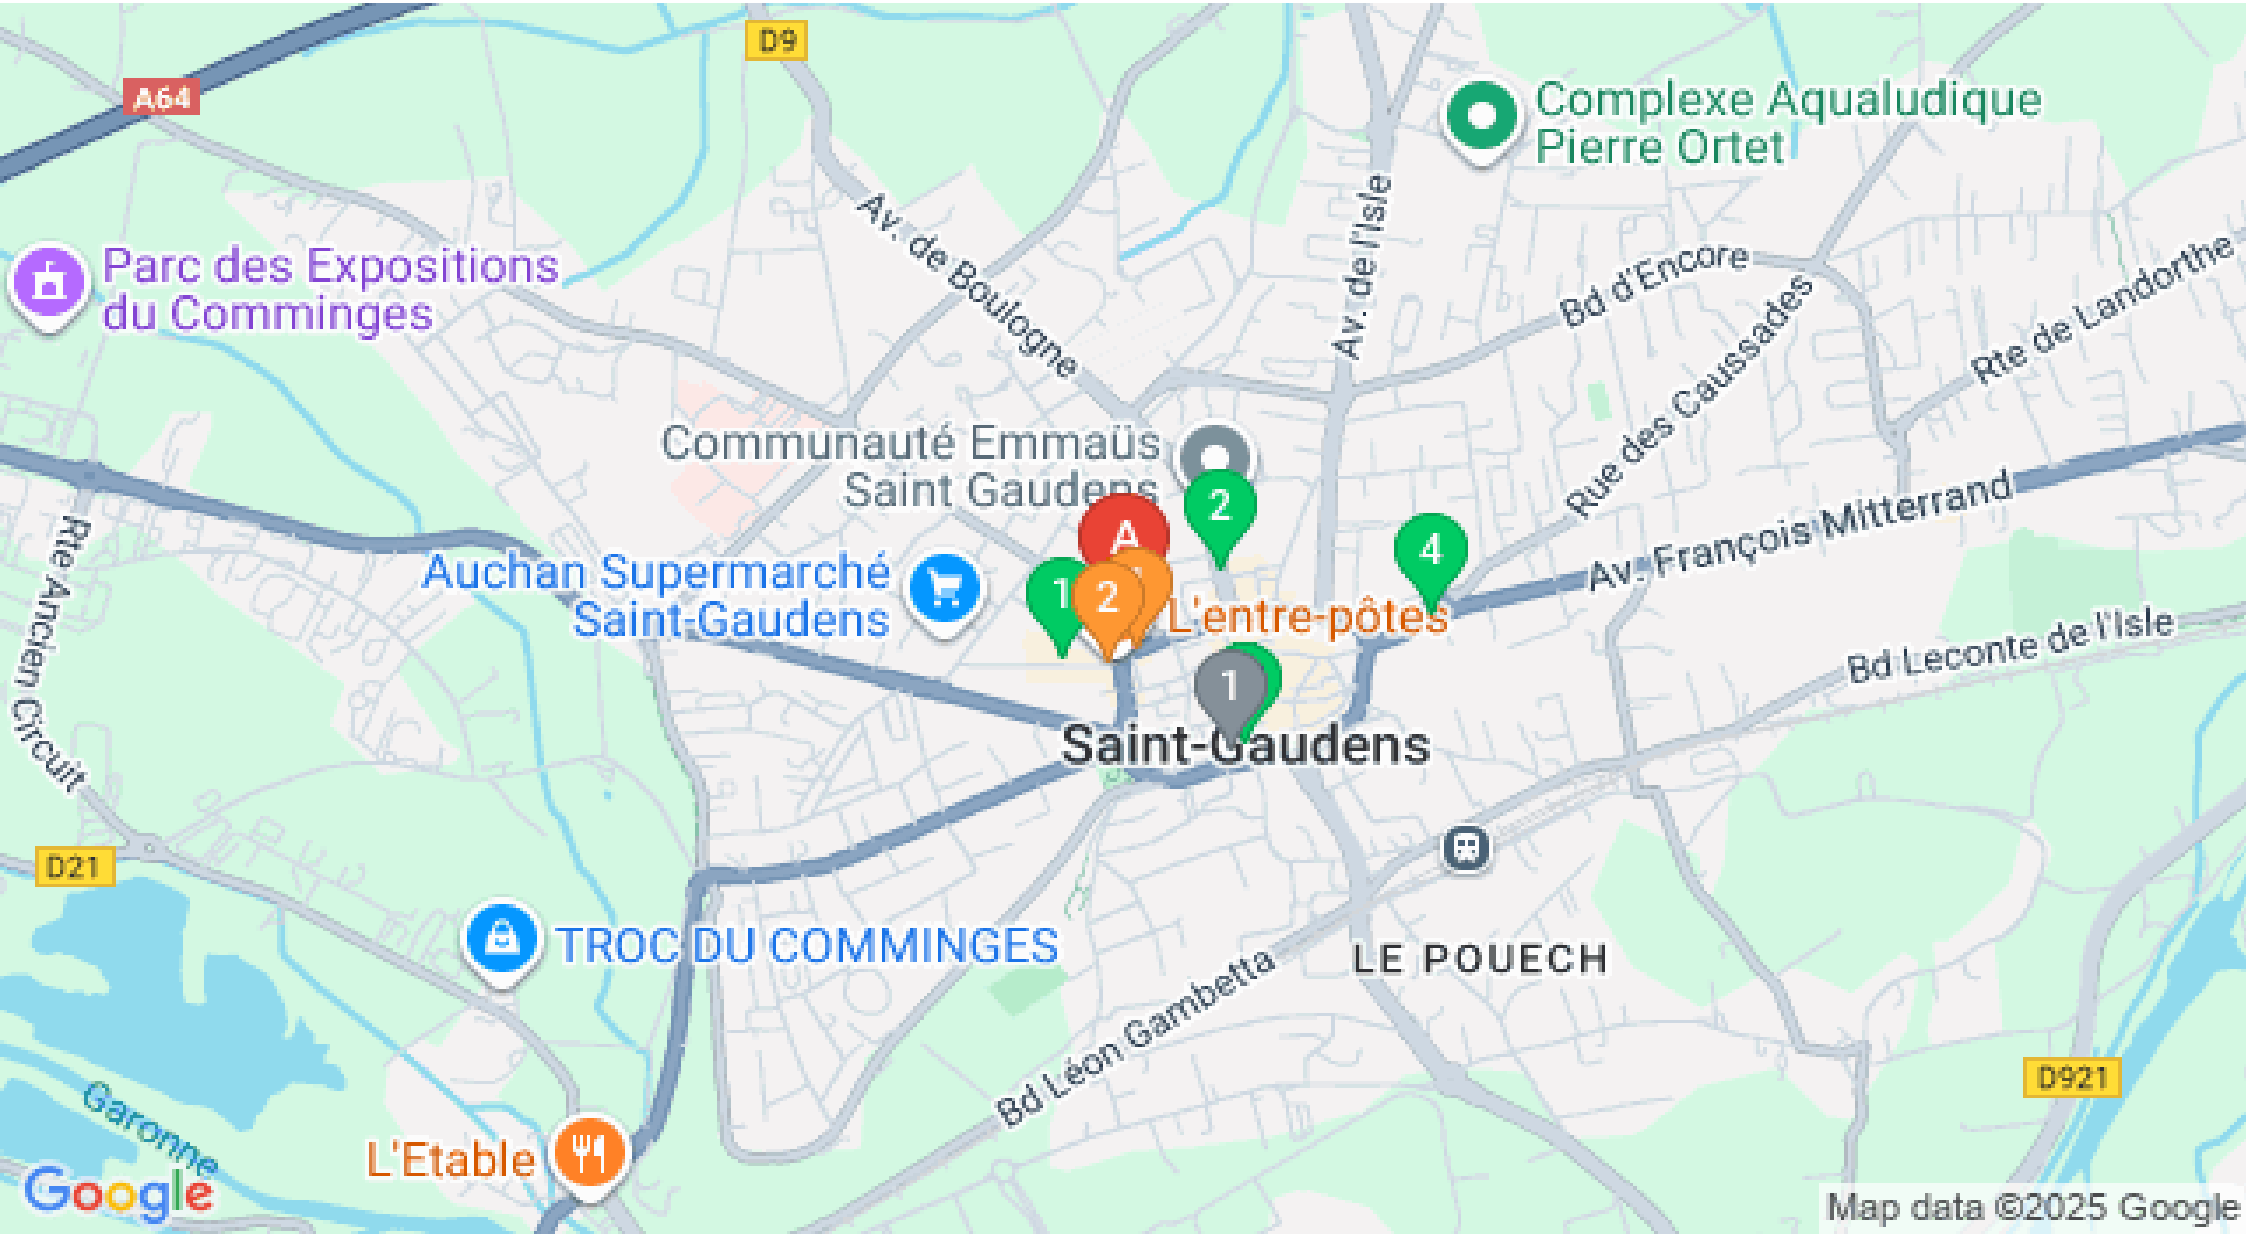 D9
A64
Complexe Aqualudique
Pierre Ortet
Av. de l'Isle
Av. de Boulogne
Bd d'Encore
Rte de Landorthe
Parc des Expositions
du Comminges
Rue des Caussades
Communauté Emmaüs
Saint Gaudens
2
A
4
Av. François Mitterrand
Rte Ancien Circuit
Auchan Supermarché
Saint-Gaudens
1
2
1
L'entre-pôtes
Bd Leconte de l'Isle
1
Saint-Gaudens
D21
TROC DU COMMINGES
LE POUECH
Bd Léon Gambetta
D921
Garonne
L'Etable
Google
Map data ©2025 Google